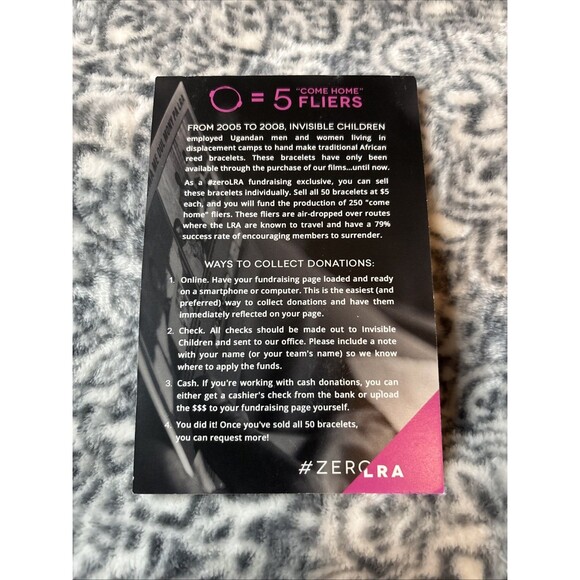 = 5 "COME HOME"
FLIERS
FROM 2005 TO 2008, INVISIBLE CHILDREN
employed Ugandan men and women living in
displacement camps to hand make traditional African
reed bracelets. These bracelets have only been
available through the purchase of our films...until now.
As a #zeroLRA fundraising exclusive, you can sell
these bracelets individually. Sell all 50 bracelets at $5
each, and you will fund the production of 250 "come
home" fliers. These fliers are air-dropped over routes
where the LRA are known to travel and have a 79%
success rate of encouraging members to surrender.
WAYS TO COLLECT DONATIONS:
1. Online. Have your fundraising page loaded and ready
on a smartphone or computer. This is the easiest (and
preferred) way to collect donations and have them
immediately reflected on your page.
2. Check. All checks should be made out to Invisible
Children and sent to our office. Please include a note
with your name (or your team's name) so we know
where to apply the funds.
3. Cash. If you're working with cash donations, you can
either get a cashier's check from the bank or upload
the $$$ to your fundraising page yourself.
4. You did it! Once you've sold all 50 bracelets,
you can request more!
#ZERO LRA